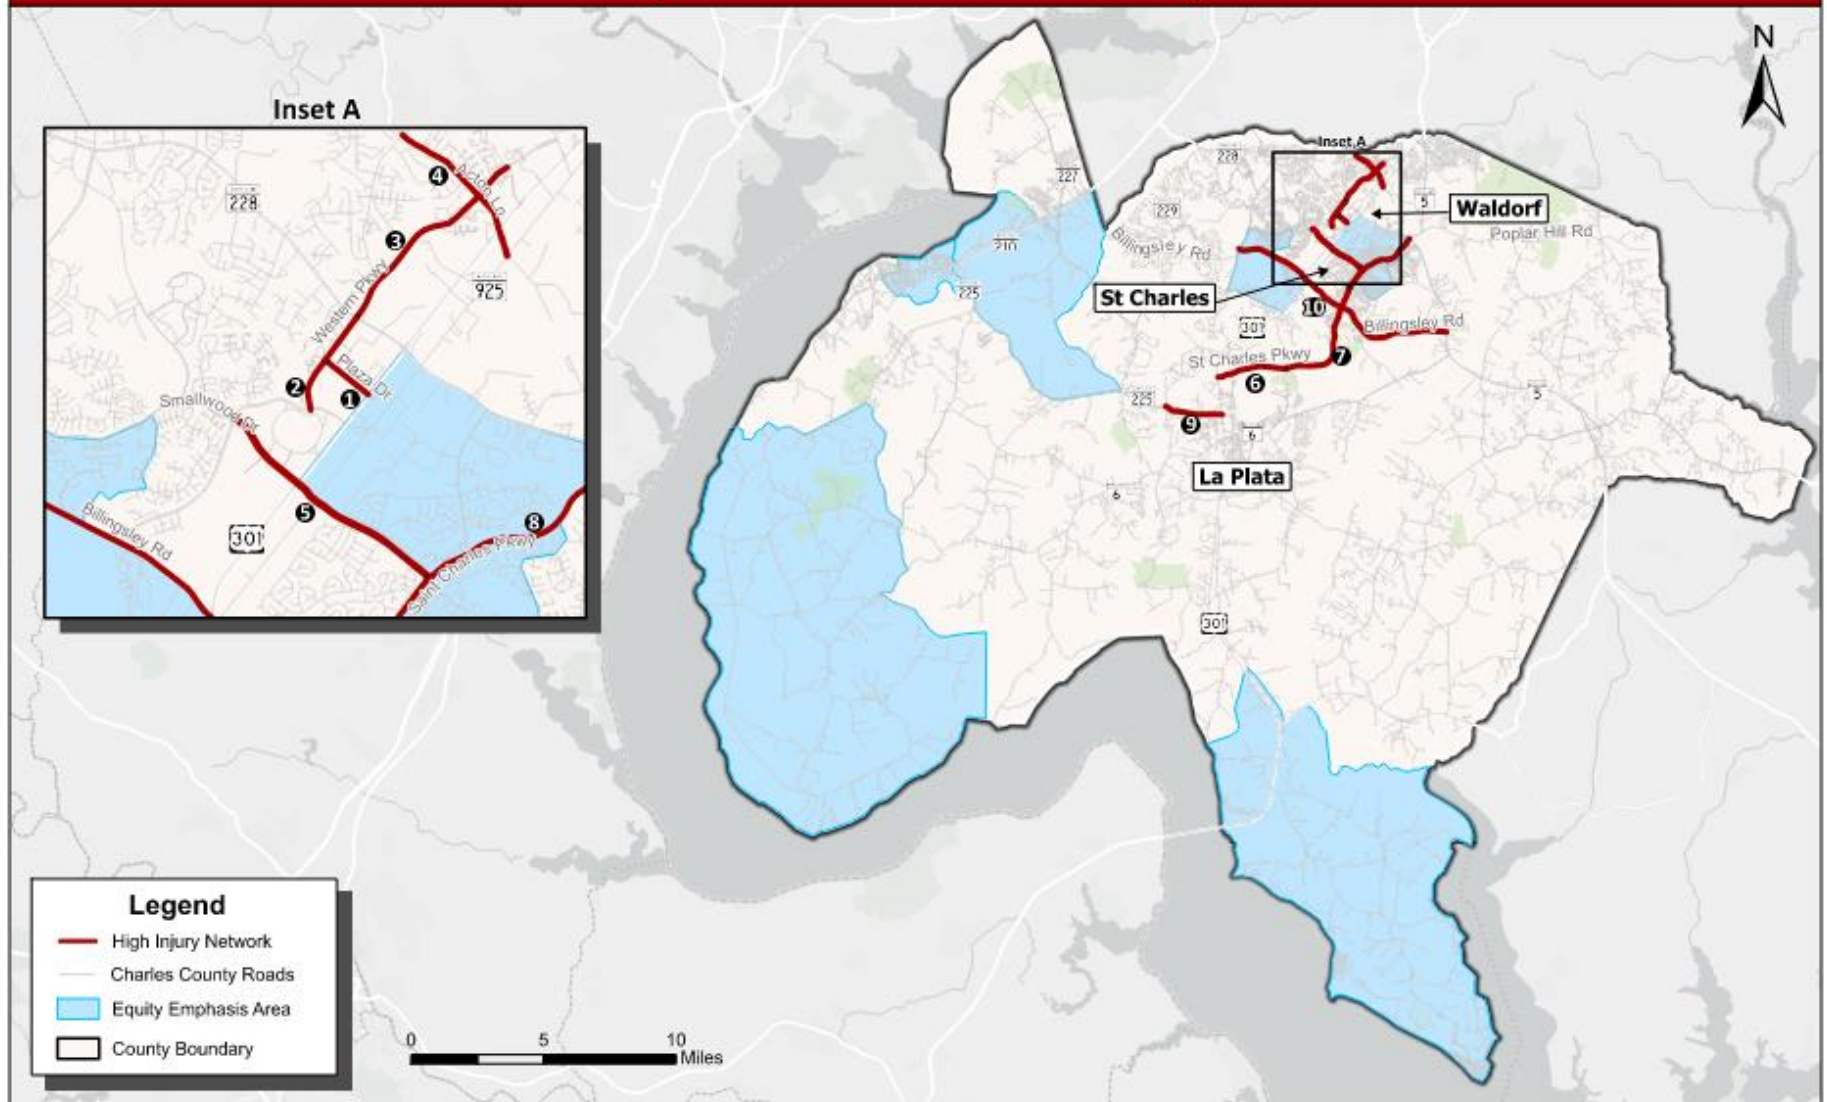 N
Inset A
4
Acton Ln
228
3
Western Pkwy
925
Plaza Dr
2
1
Smallwood Dr
5
8
Billingsley Rd
301
Saint Charles Pkwy
Inset A
228
227
5
Waldorf
229
Poplar Hill Rd
Billingsley Rd
210
225
St Charles
10
301
Billingsley Rd
St Charles Pkwy
7
6
5
225
9
6
La Plata
6
301
Legend
High Injury Network
Charles County Roads
Equity Emphasis Area
County Boundary
0 5 10
Miles